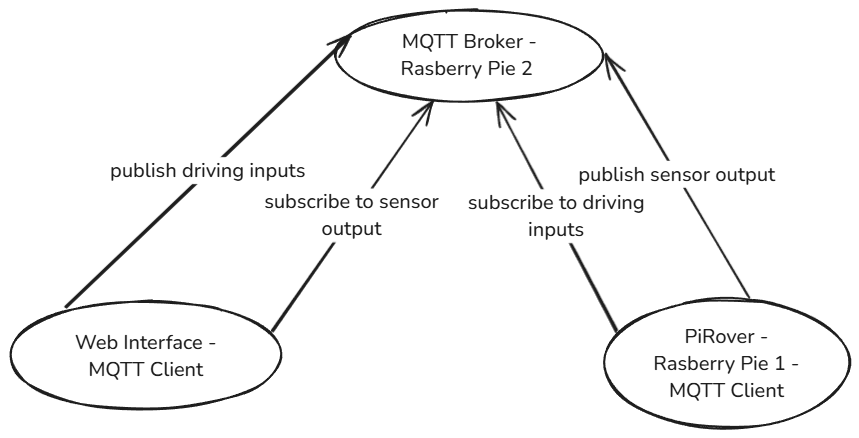 MQTT Broker -
Rasberry Pie 2
publish driving inputs
subscribe to sensor
output
subscribe to driving
inputs
publish sensor output
Web Interface -
MQTT Client
PiRover -
Rasberry Pie 1 -
MQTT Client